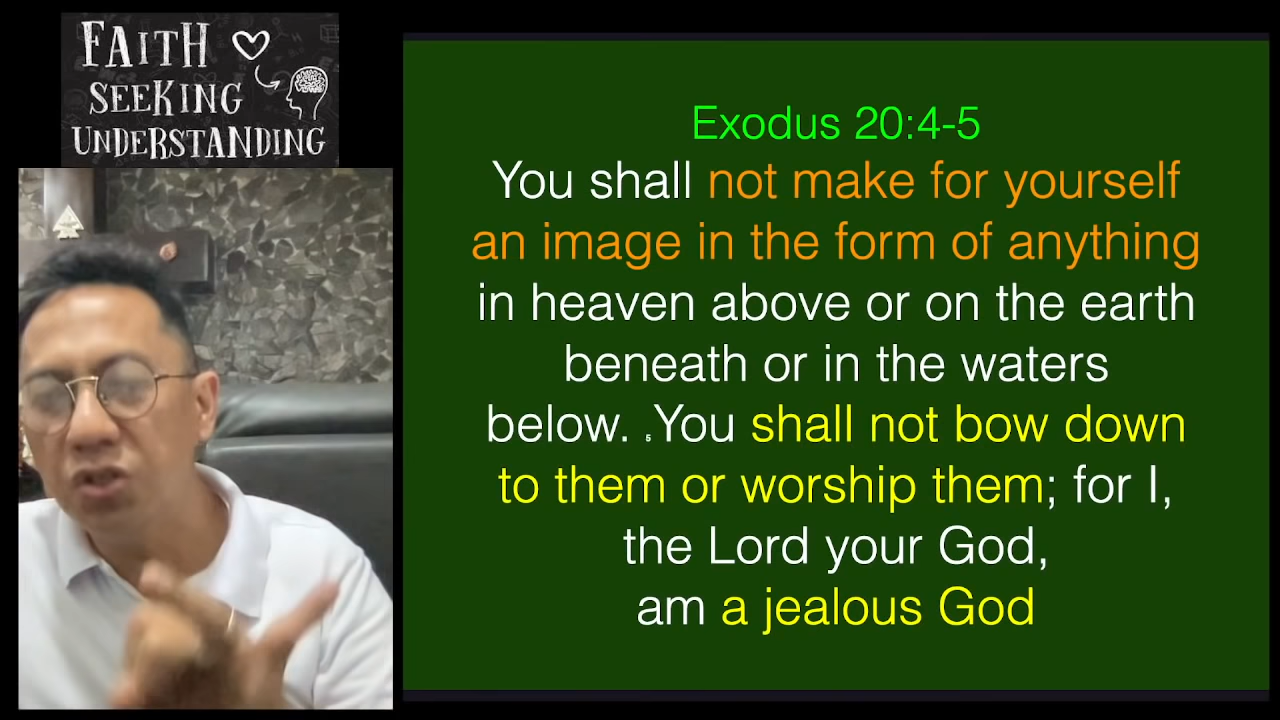 FAITH
SEEKING
UNDERSTANDING
Exodus 20:4-5
You shall not make for yourself
an image in the form of anything
in heaven above or on the earth
beneath or in the waters
below. 5 You shall not bow down
to them or worship them; for I,
the Lord your God,
am a jealous God